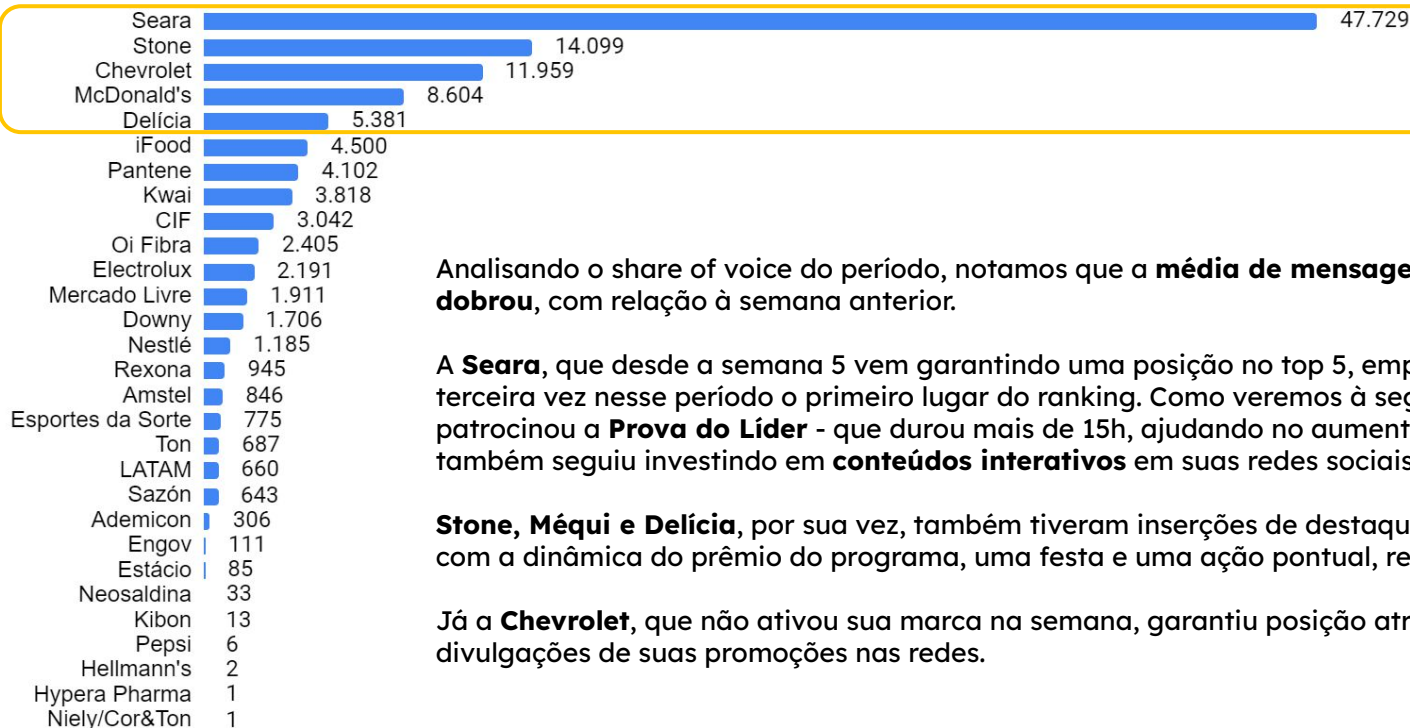 Seara 47.729
Stone 14.099
Chevrolet 11.959
McDonald's 8.604
Delícia 5.381
iFood 4.500
Pantene 4.102
Kwai 3.818
CIF 3.042
Oi Fibra 2.405
Electrolux 2.191
Mercado Livre 1.911
Downy 1.706
Nestlé 1.185
Rexona 945
Amstel 846
Esportes da Sorte 775
Ton 687
LATAM 660
Sazón 643
Ademicon 306
Engov 111
Estácio 85
Neosaldina 33
Kibon 13
Pepsi 6
Hellmann's 2
Hypera Pharma 1
Niely/Cor&Ton 1
Analisando o share of voice do período, notamos que a média de mensage
dobrou, com relação à semana anterior.
A Seara, que desde a semana 5 vem garantindo uma posição no top 5, emp
terceira vez nesse período o primeiro lugar do ranking. Como veremos à seg
patrocinou a Prova do Líder - que durou mais de 15h, ajudando no aument
também seguiu investindo em conteúdos interativos em suas redes sociais
Stone, Méqui e Delícia, por sua vez, também tiveram inserções de destaqu
com a dinâmica do prêmio do programa, uma festa e uma ação pontual, re
Já a Chevrolet, que não ativou sua marca na semana, garantiu posição atr
divulgações de suas promoções nas redes.